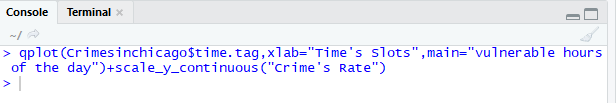 Console Terminal ×
~/
> qplot(Crimesinchicago$time.tag,xlab="Time's Slots",main="vulnerable hours
of the day")+scale_y_continuous("Crime's Rate")
>